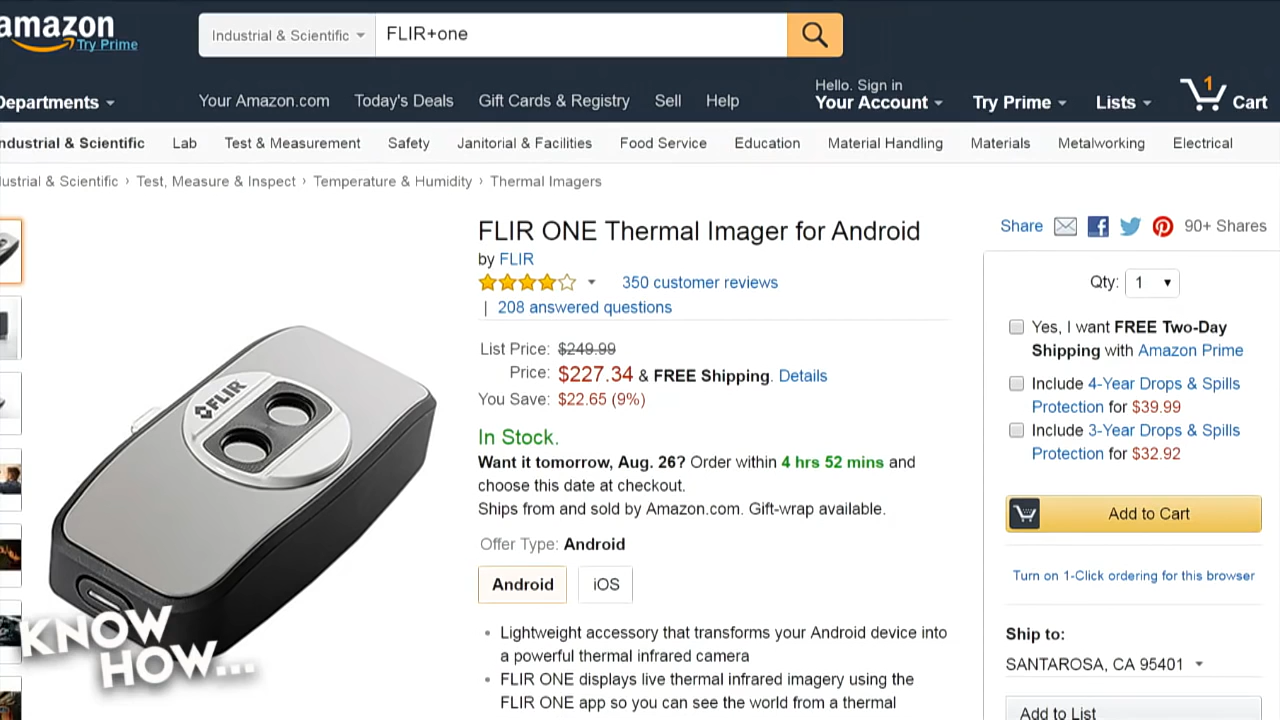 amazon
Try Prime
Industrial & Scientific
FLIR+one
Departments
Your Amazon.com
Today's Deals
Gift Cards & Registry
Sell
Help
Hello. Sign in
Your Account
Try Prime
Lists
1
Cart
ndustrial & Scientific
Lab
Test & Measurement
Safety
Janitorial & Facilities
Food Service
Education
Material Handling
Materials
Metalworking
Electrical
ustrial & Scientific › Test, Measure & Inspect › Temperature & Humidity › Thermal Imagers
FLIR ONE Thermal Imager for Android
by FLIR
350 customer reviews
| 208 answered questions
List Price: $249.99
Price: $227.34 & FREE Shipping. Details
You Save: $22.65 (9%)
In Stock.
Want it tomorrow, Aug. 26? Order within 4 hrs 52 mins and
choose this date at checkout.
Ships from and sold by Amazon.com. Gift-wrap available.
Offer Type: Android
Android
iOS
• Lightweight accessory that transforms your Android device into
a powerful thermal infrared camera
• FLIR ONE displays live thermal infrared imagery using the
FLIR ONE app so you can see the world from a thermal
Share
90+ Shares
Qty: 1
Yes, I want FREE Two-Day
Shipping with Amazon Prime
Include 4-Year Drops & Spills
Protection for $39.99
Include 3-Year Drops & Spills
Protection for $32.92
Add to Cart
Turn on 1-Click ordering for this browser
Ship to:
SANTAROSA, CA 95401
Add to List
FLIR
KNOW
HOW...